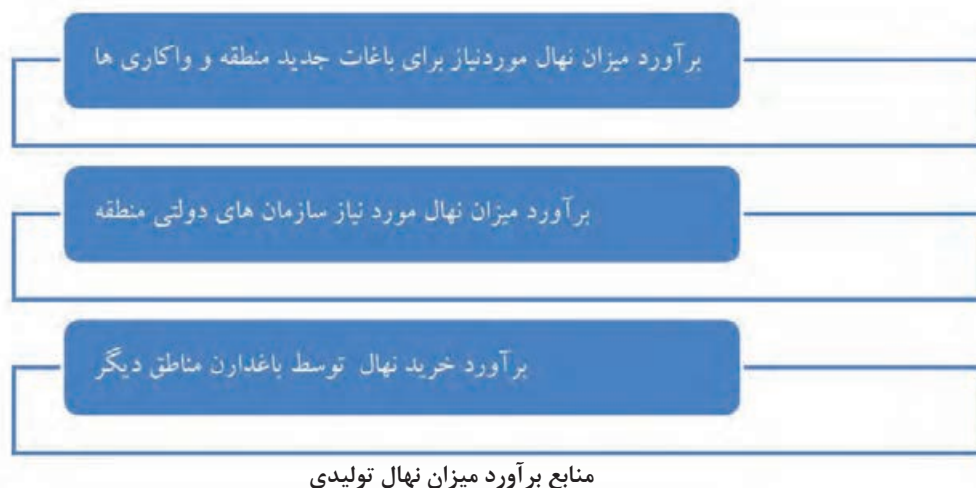 برآورد میزان نهال موردنیاز برای باغات جدید منطقه و واکاری ها
برآورد میزان نهال مورد نیاز سازمان های دولتی منطقه
برآورد خرید نهال توسط باغدارن مناطق دیگر
منابع برآورد میزان نهال تولیدی